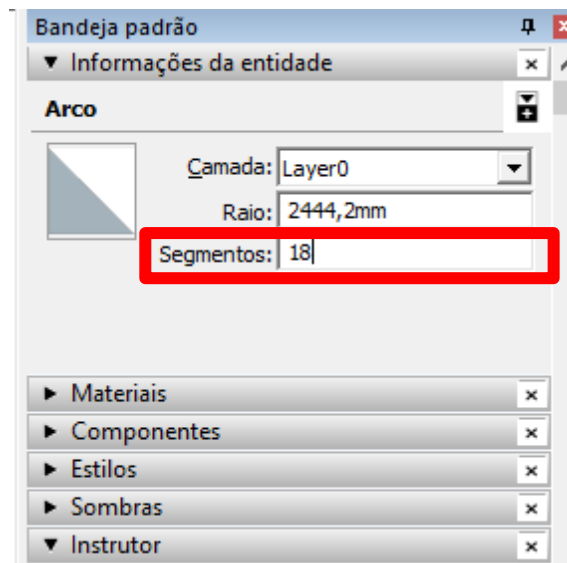 Bandeja padrão
Informações da entidade
Arco
Camada: Layer0
Raio: 2444,2mm
Segmentos: 18
Materiais
Componentes
Estilos
Sombras
Instrutor